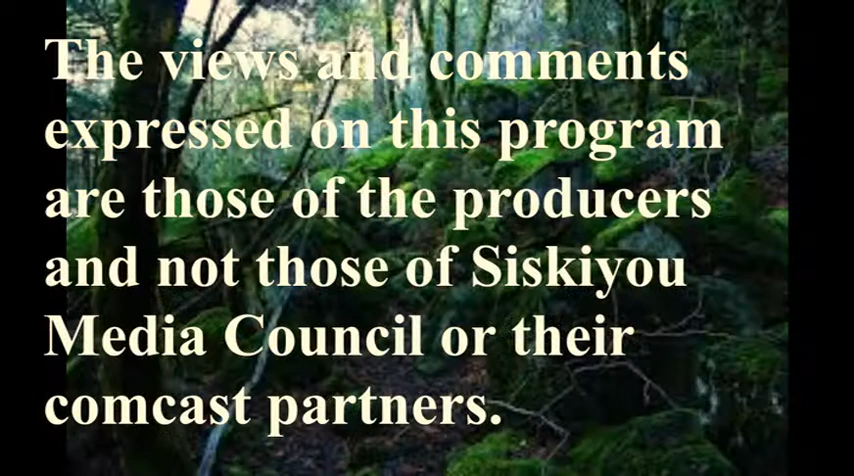 The views and comments
expressed on this program
are those of the producers
and not those of Siskiyou
Media Council or their
comcast partners.